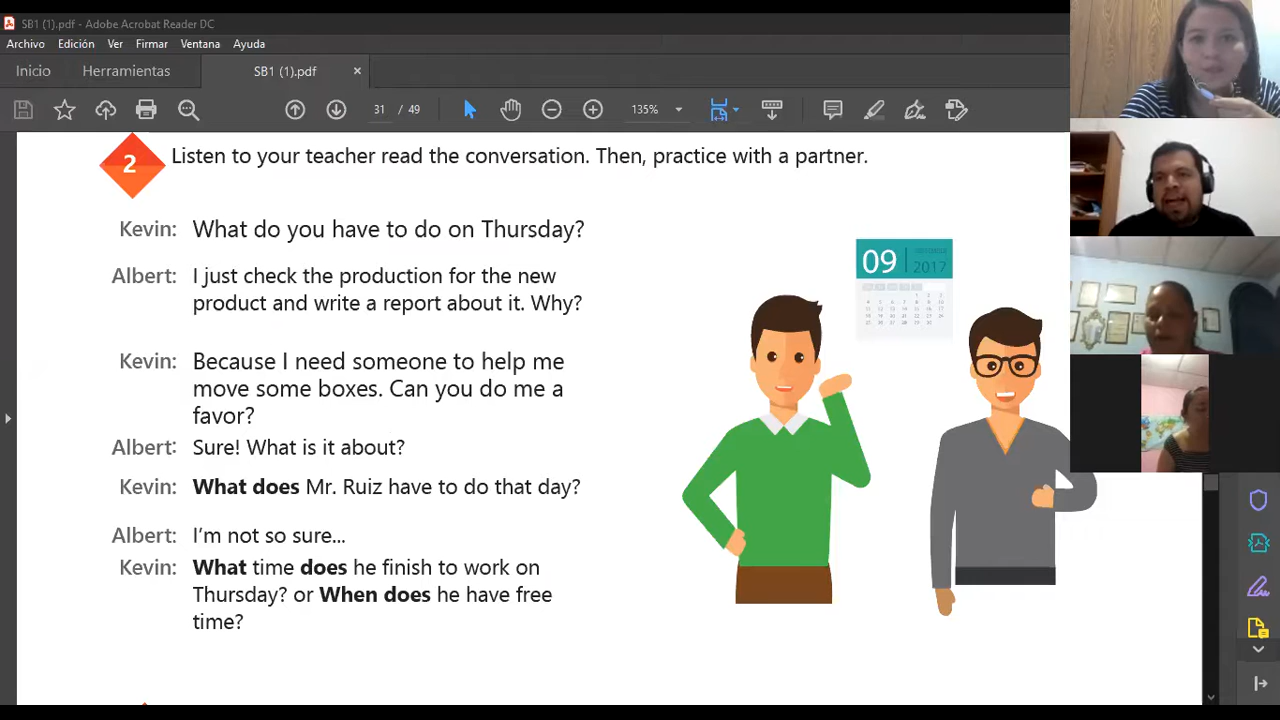 SB1 (1).pdf - Adobe Acrobat Reader DC
Archivo Edición Ver Firmar Ventana Ayuda
Inicio Herramientas SB1 (1).pdf ×
31 / 49 135%
2 Listen to your teacher read the conversation. Then, practice with a partner.
Kevin: What do you have to do on Thursday?
Albert: I just check the production for the new
product and write a report about it. Why?
Kevin: Because I need someone to help me
move some boxes. Can you do me a
favor?
Albert: Sure! What is it about?
Kevin: What does Mr. Ruiz have to do that day?
Albert: I'm not so sure...
Kevin: What time does he finish to work on
Thursday? or When does he have free
time?
09 2017